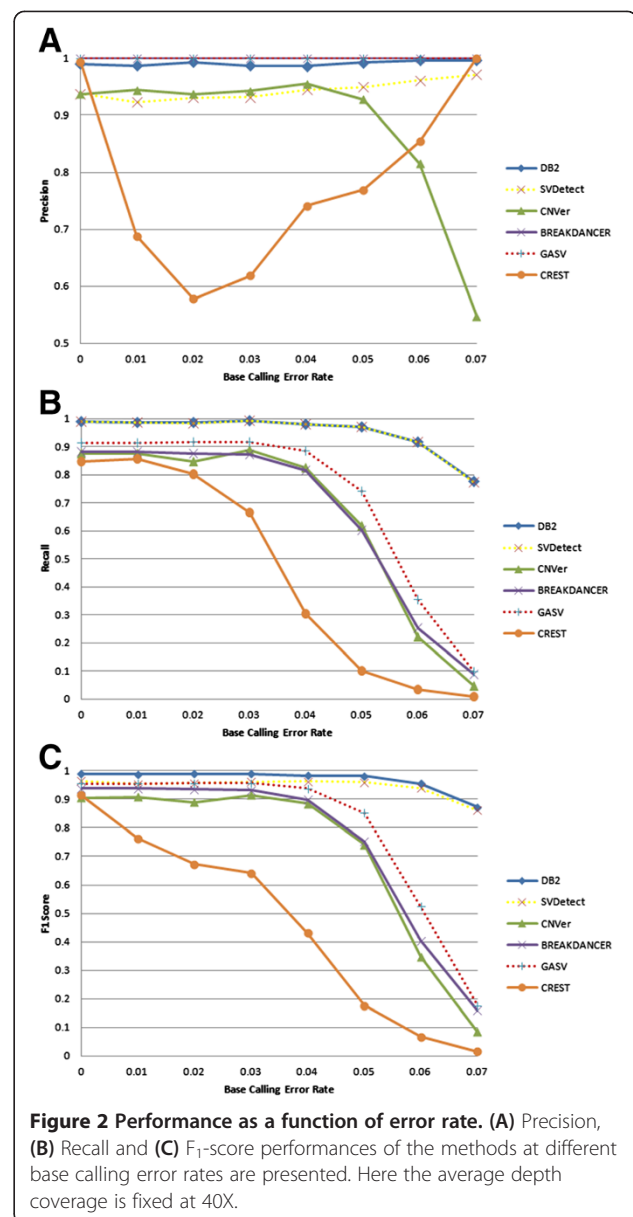 A
1
0.9
0.8
0.7
0.6
0.5
Precision
0 0.01 0.02 0.03 0.04 0.05 0.06 0.07
Base Calling Error Rate
DB2
SVDetect
CNVer
BREAKDANCER
GASV
CREST
B
1
0.9
0.8
0.7
0.6
0.5
0.4
0.3
0.2
0.1
0
Recall
0 0.01 0.02 0.03 0.04 0.05 0.06 0.07
Base Calling Error Rate
DB2
SVDetect
CNVer
BREAKDANCER
GASV
CREST
C
1
0.9
0.8
0.7
0.6
0.5
0.4
0.3
0.2
0.1
0
F1Score
0 0.01 0.02 0.03 0.04 0.05 0.06 0.07
Base Calling Error Rate
DB2
SVDetect
CNVer
BREAKDANCER
GASV
CREST
Figure 2 Performance as a function of error rate. (A) Precision,
(B) Recall and (C) F₁-score performances of the methods at different
base calling error rates are presented. Here the average depth
coverage is fixed at 40X.